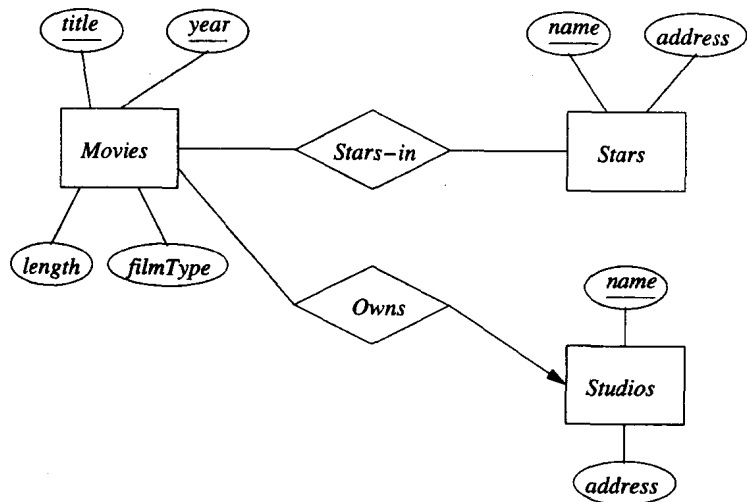 title
year
name
address
Movies
Stars-in
Stars
length
filmType
name
Owns
Studios
address